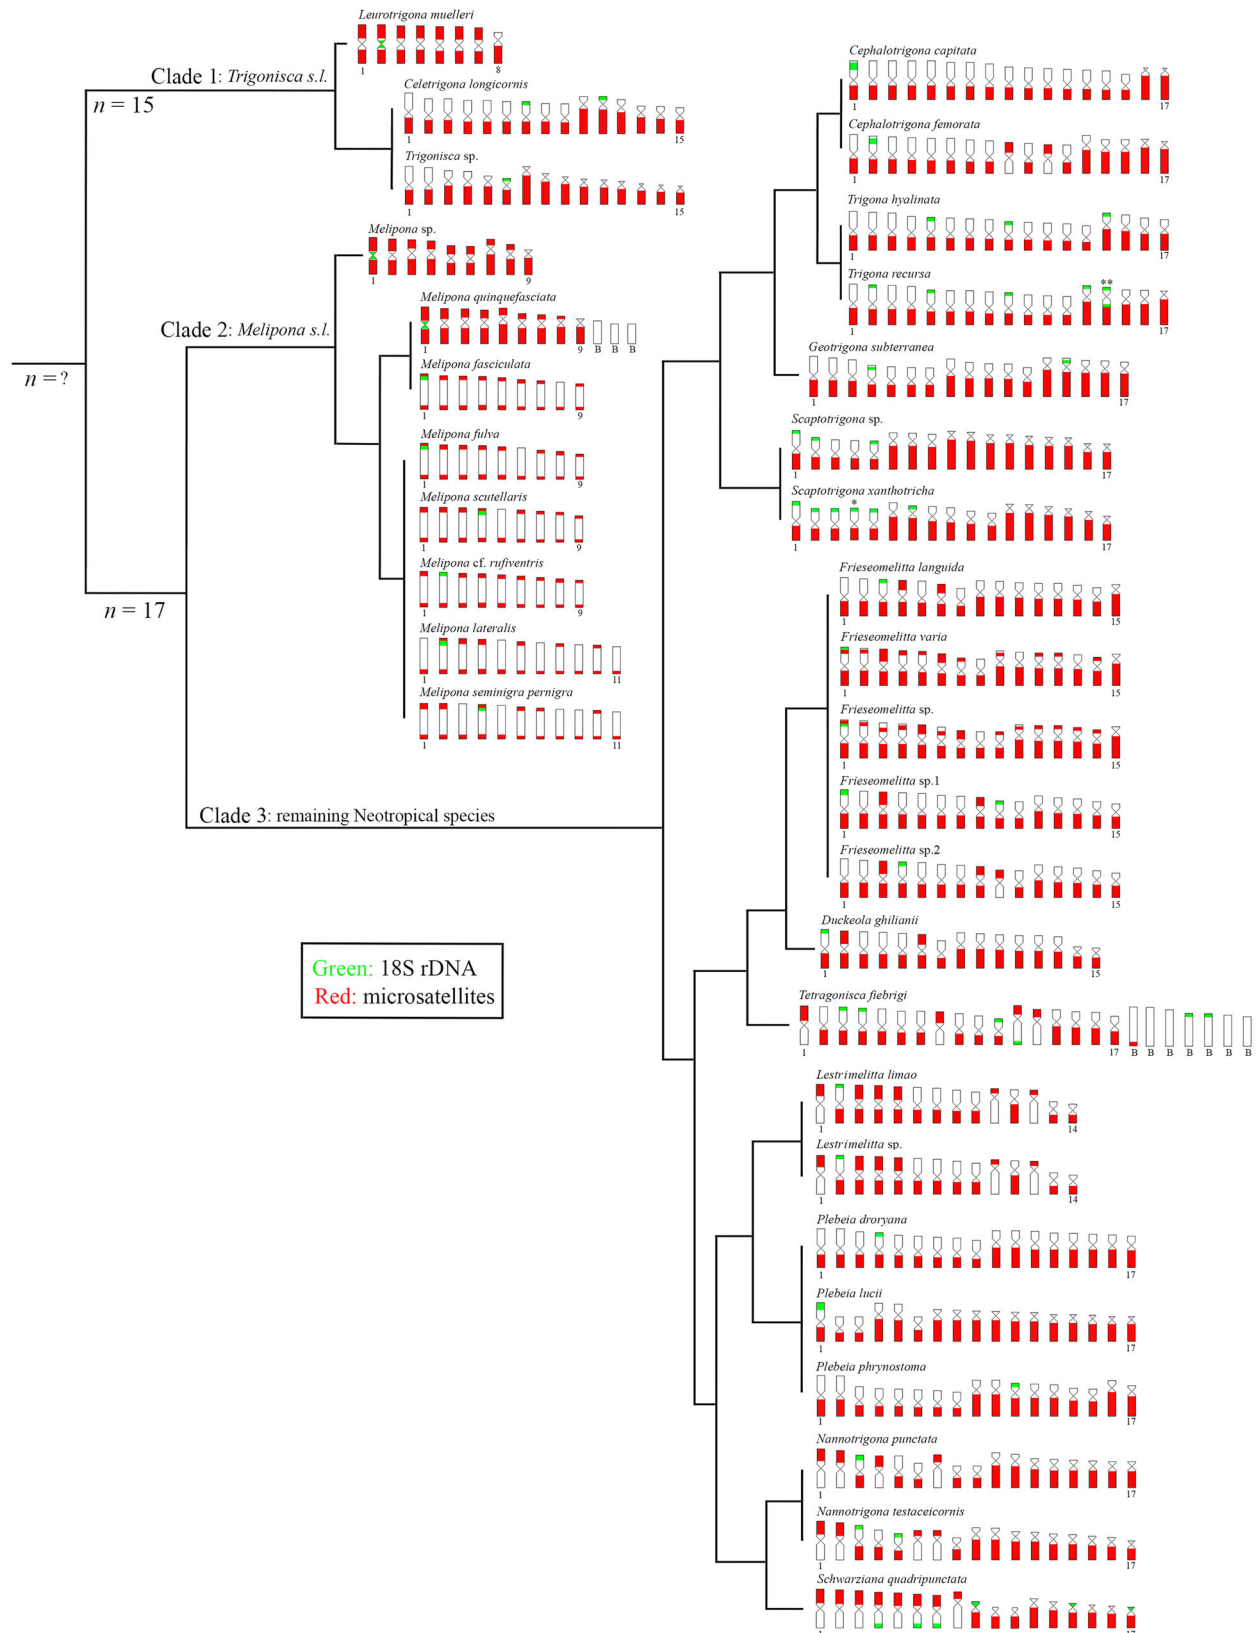 Leurotrigona muelleri
1 8
Clade 1: Trigonisca s.l.
n = 15
Celetrigona longicornis
1 15
Trigonisca sp.
1 15
Melipona sp.
1 9
Clade 2: Melipona s.l.
Melipona quinquefasciata
1 9 B B B
Melipona fasciculata
1 9
Melipona fulva
1 9
Melipona scutellaris
1 9
Melipona cf. rufiventris
1 9
Melipona lateralis
1 11
Melipona seminigra pernigra
1 11
n = ?
n = 17
Clade 3: remaining Neotropical species
Green: 18S rDNA
Red: microsatellites
Cephalotrigona capitata
1 17
Cephalotrigona femorata
1 17
Trigona hyalinata
1 17
Trigona recursa
**
1 17
Geotrigona subterranea
1 17
Scaptotrigona sp.
1 17
Scaptotrigona xanthotricha
*
1 17
Frieseomelitta languida
1 15
Frieseomelitta varia
1 15
Frieseomelitta sp.
1 15
Frieseomelitta sp.1
1 15
Frieseomelitta sp.2
1 15
Duckeola ghilianii
1 15
Tetragonisca fiebrigi
1 17 B B B B B B B
Lestrimelitta limao
1 14
Lestrimelitta sp.
1 14
Plebeia droryana
1 17
Plebeia lucii
1 17
Plebeia phrynostoma
1 17
Nannotrigona punctata
1 17
Nannotrigona testaceicornis
1 17
Schwarziana quadripunctata
1 17